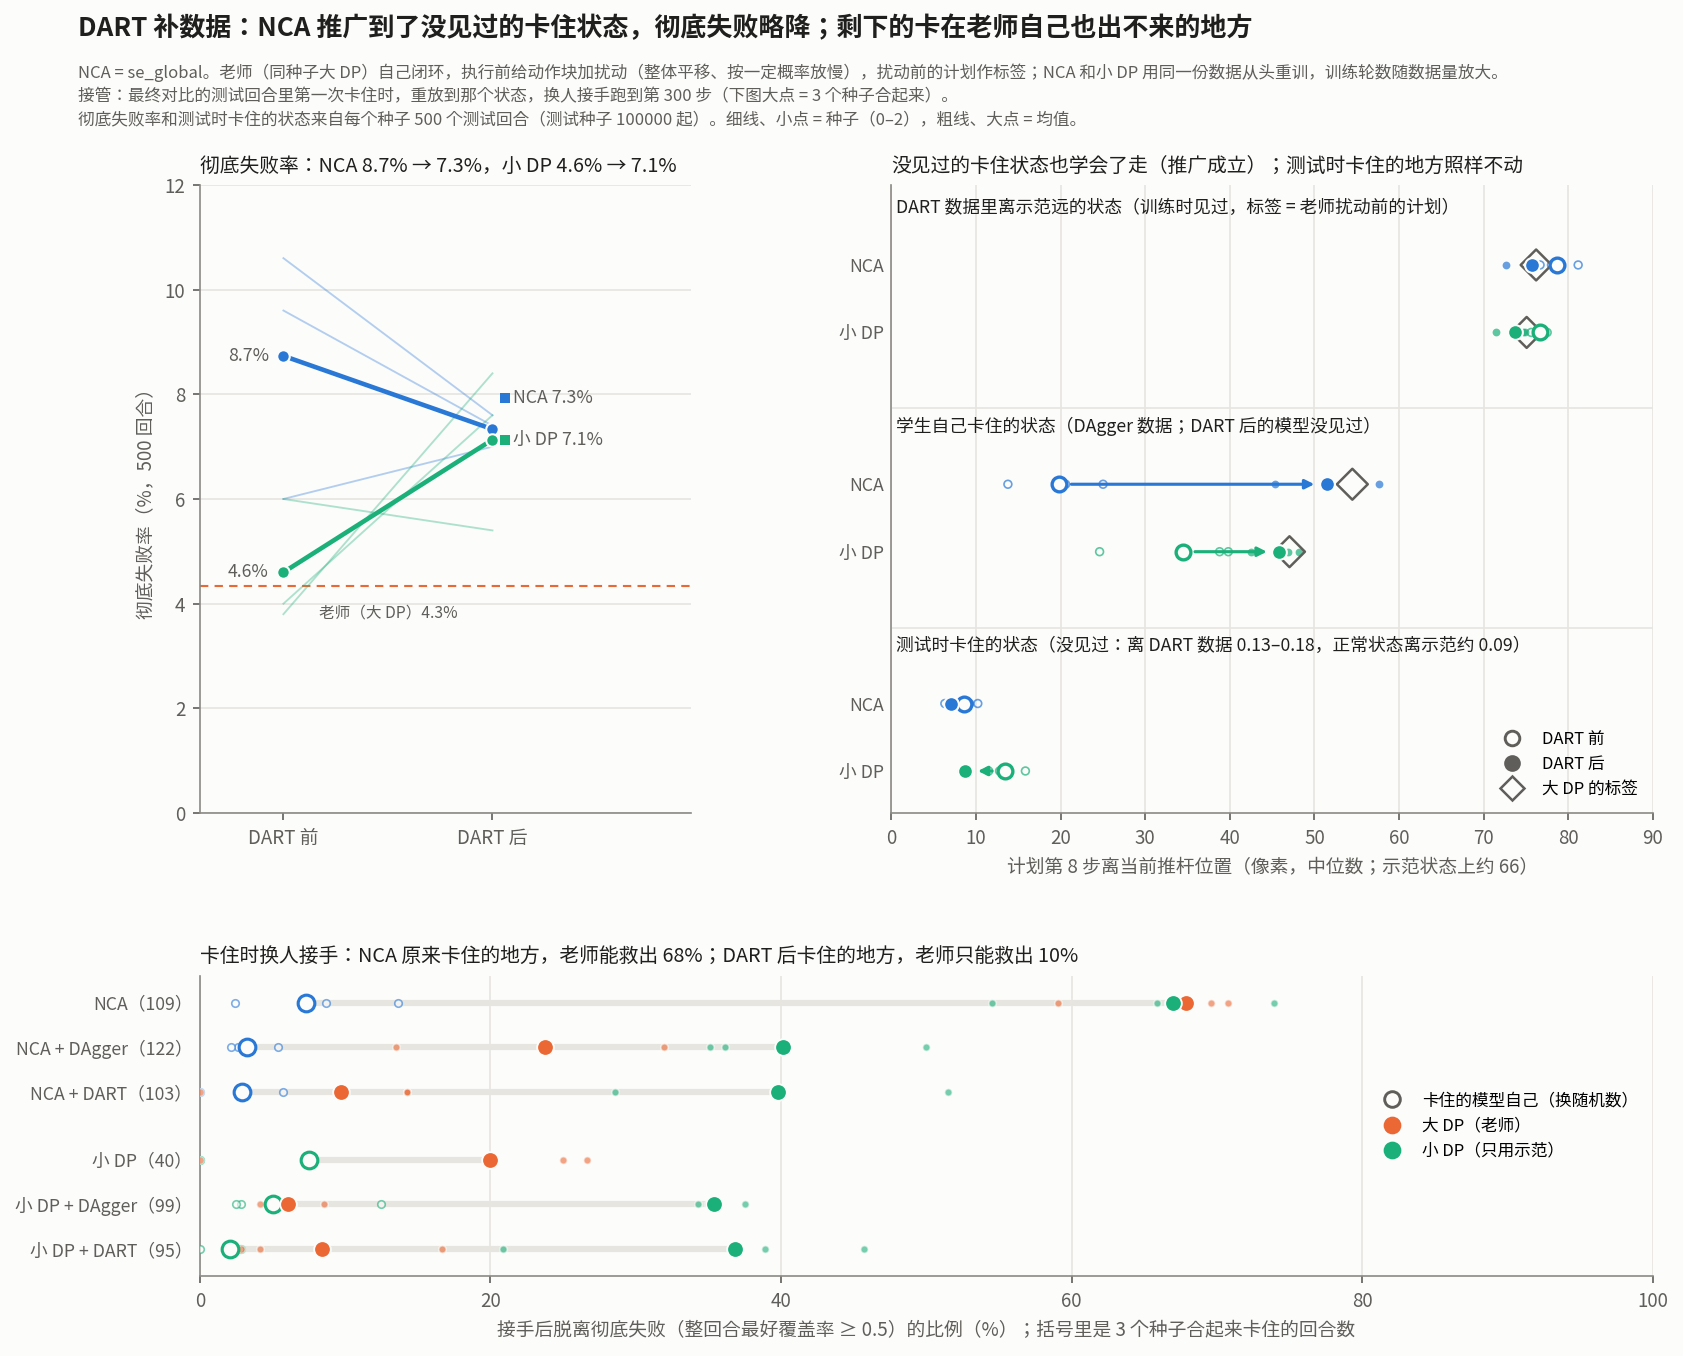 DART 补数据：NCA 推广到了没见过的卡住状态，彻底失败略降；剩下的卡在老师自己也出不来的地方
NCA = se_global。老师（同种子大 DP）自己闭环，执行前给动作块加扰动（整体平移、按一定概率放慢），扰动前的计划作标签；NCA 和小 DP 用同一份数据从头重训，训练轮数随数据量放大。
接管：最终对比的测试回合里第一次卡住时，重放到那个状态，换人接手跑到第 300 步（下图大点 = 3 个种子合起来）。
彻底失败率和测试时卡住的状态来自每个种子 500 个测试回合（测试种子 100000 起）。细线、小点 = 种子（0–2），粗线、大点 = 均值。
彻底失败率：NCA 8.7% → 7.3%，小 DP 4.6% → 7.1%
彻底失败率（%，500 回合）
12
10
8
6
4
2
0
8.7%
4.6%
NCA 7.3%
小 DP 7.1%
老师（大 DP）4.3%
DART 前
DART 后
没见过的卡住状态也学会了走（推广成立）；测试时卡住的地方照样不动
DART 数据里离示范远的状态（训练时见过，标签 = 老师扰动前的计划）
NCA
小 DP
学生自己卡住的状态（DAgger 数据；DART 后的模型没见过）
NCA
小 DP
测试时卡住的状态（没见过：离 DART 数据 0.13–0.18，正常状态离示范约 0.09）
NCA
小 DP
DART 前
DART 后
大 DP 的标签
0 10 20 30 40 50 60 70 80 90
计划第 8 步离当前推杆位置（像素，中位数；示范状态上约 66）
卡住时换人接手：NCA 原来卡住的地方，老师能救出 68%；DART 后卡住的地方，老师只能救出 10%
NCA（109）
NCA + DAgger（122）
NCA + DART（103）
小 DP（40）
小 DP + DAgger（99）
小 DP + DART（95）
卡住的模型自己（换随机数）
大 DP（老师）
小 DP（只用示范）
0 20 40 60 80 100
接手后脱离彻底失败（整回合最好覆盖率 ≥ 0.5）的比例（%）；括号里是 3 个种子合起来卡住的回合数